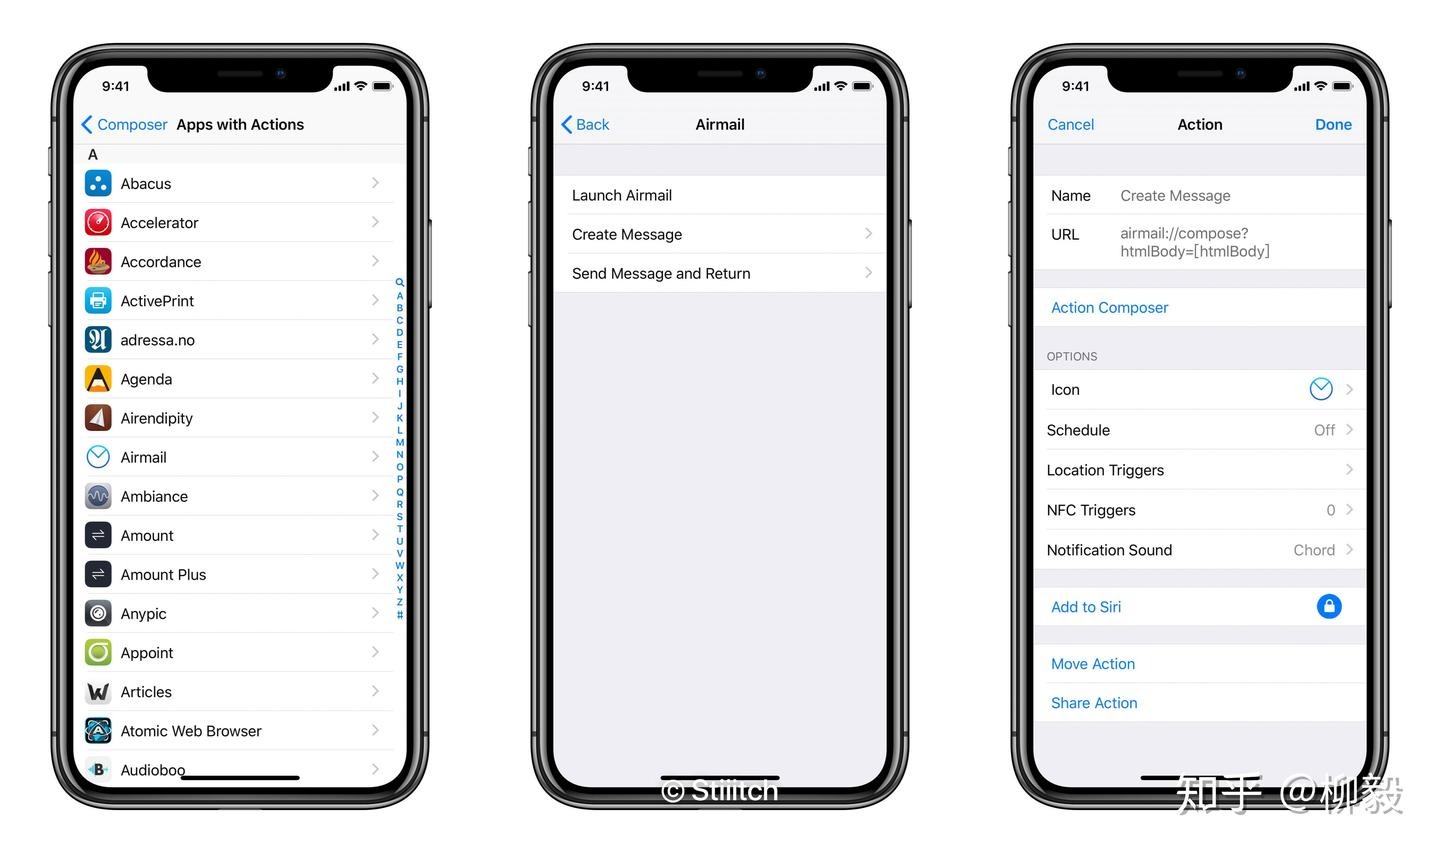 9:41
Composer Apps with Actions
A
Abacus
Accelerator
Accordance
ActivePrint
adressa.no
Agenda
Airendipity
Airmail
Ambiance
Amount
Amount Plus
Anypic
Appoint
Articles
Atomic Web Browser
Audioboo
A
B
C
D
E
F
G
H
I
J
K
L
M
N
O
P
Q
R
S
T
U
V
W
X
Y
Z
#
9:41
Back Airmail
Launch Airmail
Create Message
Send Message and Return
© Stiiitch
9:41
Cancel Action Done
Name Create Message
URL airmail://compose?
htmlBody=[htmlBody]
Action Composer
OPTIONS
Icon
Schedule Off
Location Triggers
NFC Triggers 0
Notification Sound Chord
Add to Siri
Move Action
Share Action
知乎 @柳毅